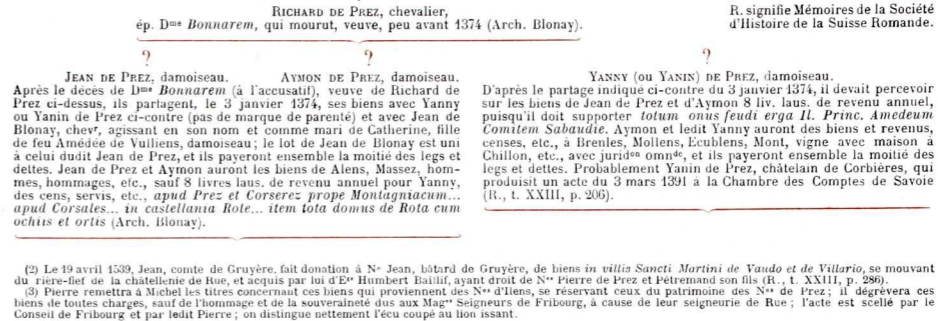 RICHARD DE PREZ, chevalier,
ép. Dme Bonnarem, qui mourut, veuve, peu avant 1374 (Arch. Blonay).
R. signifie Mémoires de la Société
d'Histoire de la Suisse Romande.
?
?
JEAN DE PREZ, damoiseau. AYMON DE PREZ, damoiseau.
Après le décès de Dme Bonnarem (à l'accusatif), veuve de Richard de
Prez ci-dessus, ils partagent, le 3 janvier 1374, ses biens avec Yanny
ou Yanin de Prez ci-contre (pas de marque de parenté) et avec Jean de
Blonay, chevr, agissant en son nom et comme mari de Catherine, fille
de feu Amédée de Vulliens, damoiseau ; le lot de Jean de Blonay est uni
à celui dudit Jean de Prez, et ils payeront ensemble la moitié des legs et
dettes. Jean de Prez et Aymon auront les biens de Alens, Massez, hom-
mes, hommages, etc., sauf 8 livres laus. de revenu annuel pour Yanny,
des cens, servis, etc., apud Prez et Corserez prope Montagniacum...
apud Corsales... in castellania Rote... item tota domus de Rota cum
ochiis et ortis (Arch. Blonay).
?
YANNY (ou YANIN) DE PREZ, damoiseau.
D'après le partage indiqué ci-contre du 3 janvier 1374, il devait percevoir
sur les biens de Jean de Prez et d'Aymon 8 liv. laus. de revenu annuel,
puisqu'il doit supporter totum onus feudi erga Il. Princ. Amedeum
Comitem Sabaudie. Aymon et ledit Yanny auront des biens et revenus,
censes, etc., à Brenles, Mollens, Ecublens, Mont, vigne avec maison à
Chillon, etc., avec juridon omnde, et ils payeront ensemble la moitié des
legs et dettes. Probablement Yanin de Prez, châtelain de Corbières, qui
produisit un acte du 3 mars 1391 à la Chambre des Comptes de Savoie
(R., t. XXIII, p. 206).
(2) Le 19 avril 1539, Jean, comte de Gruyère, fait donation à Ne Jean, bâtard de Gruyère, de biens in villis Sancti Martini de Vaudo et de Villario, se mouvant
du rière-fief de la châtellenie de Rue, et acquis par lui d'Er Humbert Baillif, ayant droit de Nes Pierre de Prez et Pétremand son fils (R., t. XXIII, p. 286).
(3) Pierre remettra à Michel les titres concernant ces biens qui proviennent des Nes d'Ilens, se réservant ceux du patrimoine des Nes de Prez ; il dégrèvera ces
biens de toutes charges, sauf de l'hommage et de la souveraineté dus aux Magers Seigneurs de Fribourg, à cause de leur seigneurie de Rue ; l'acte est scellé par le
Conseil de Fribourg et par ledit Pierre ; on distingue nettement l'écu coupé au lion issant.